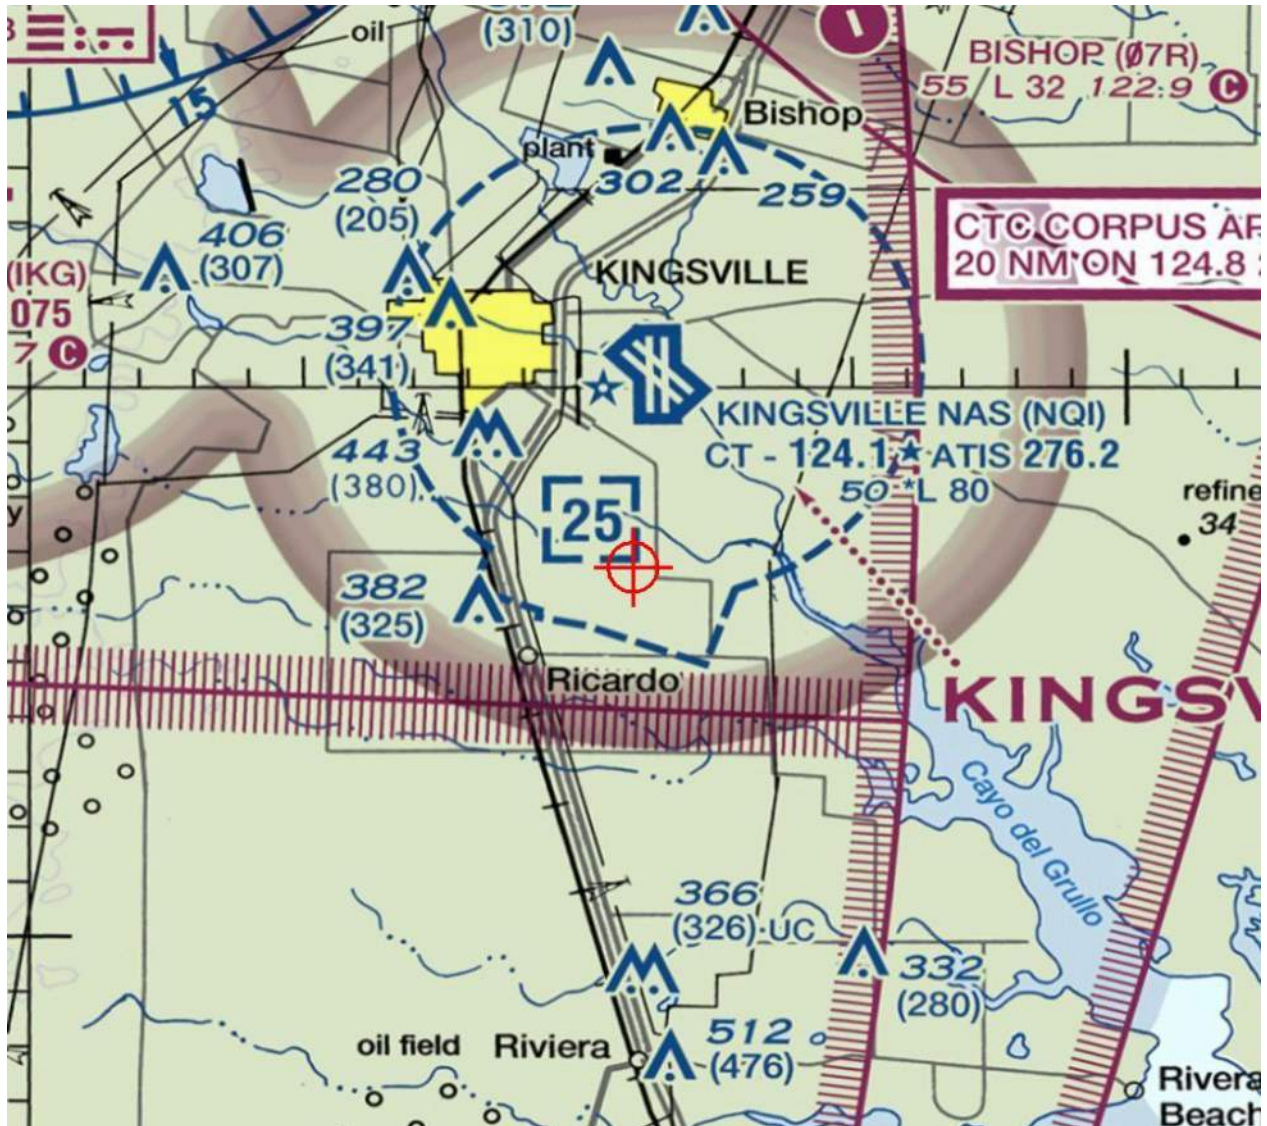 oil
(310)
BISHOP (Ø7R)
55 L 32 122.9 C
15
Bishop
plant
302
259
280
(205)
406
(307)
CTC CORPUS
20 NM ON 124.8
KINGSVILLE
(IKG)
075
7 C
397
(341)
KINGSVILLE NAS (NQI)
CT - 124.1 ★ ATIS 276.2
50 *L 80
443
(380)
25
34
382
(325)
Ricardo
Cayo del Grullo
366
(326) UC
332
(280)
512
(476)
oil field
Riviera
Rivera
Beach